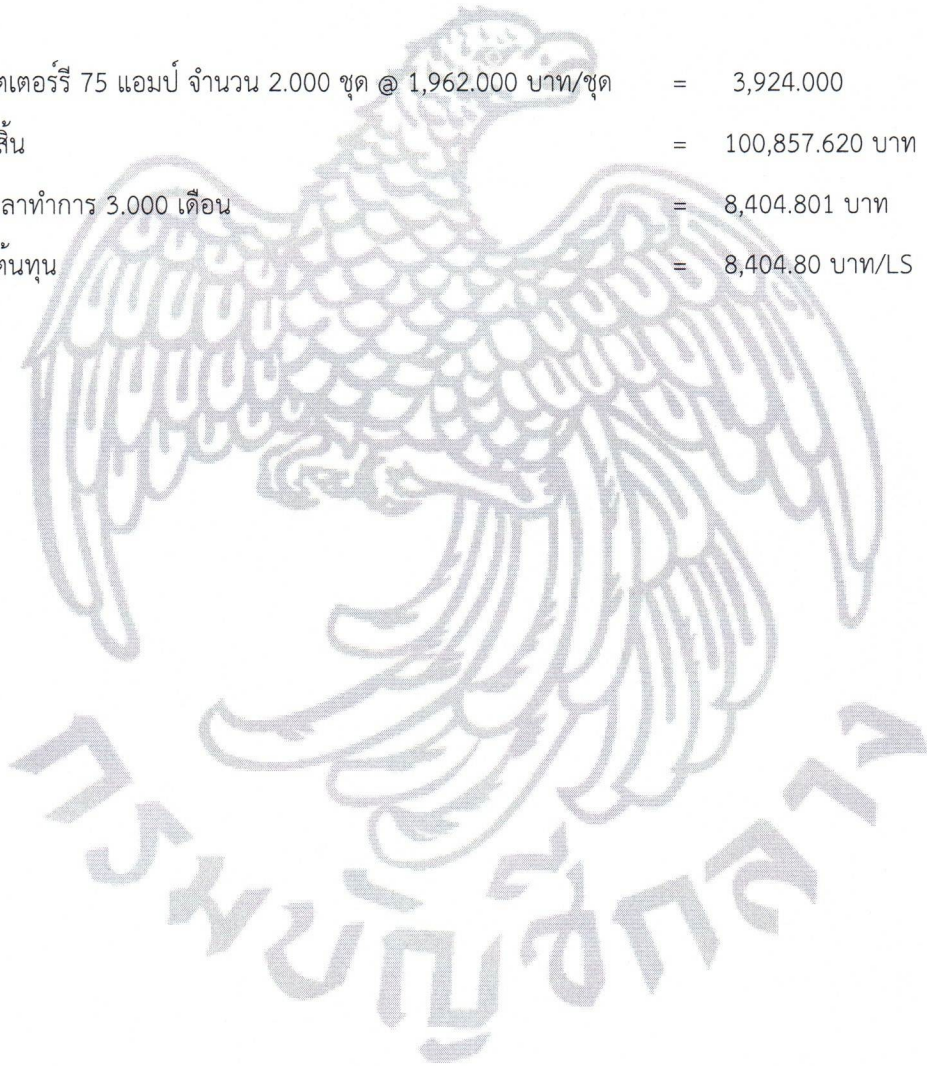 ตเตอร์รี่ 75 แอมป์ จำนวน 2.000 ชุด @ 1,962.000 บาท/ชุด = 3,924.000
สิ้น = 100,857.620 บาท
ลาทำการ 3.000 เดือน = 8,404.801 บาท
ต้นทุน = 8,404.80 บาท/LS
กรมบัญชีกลาง